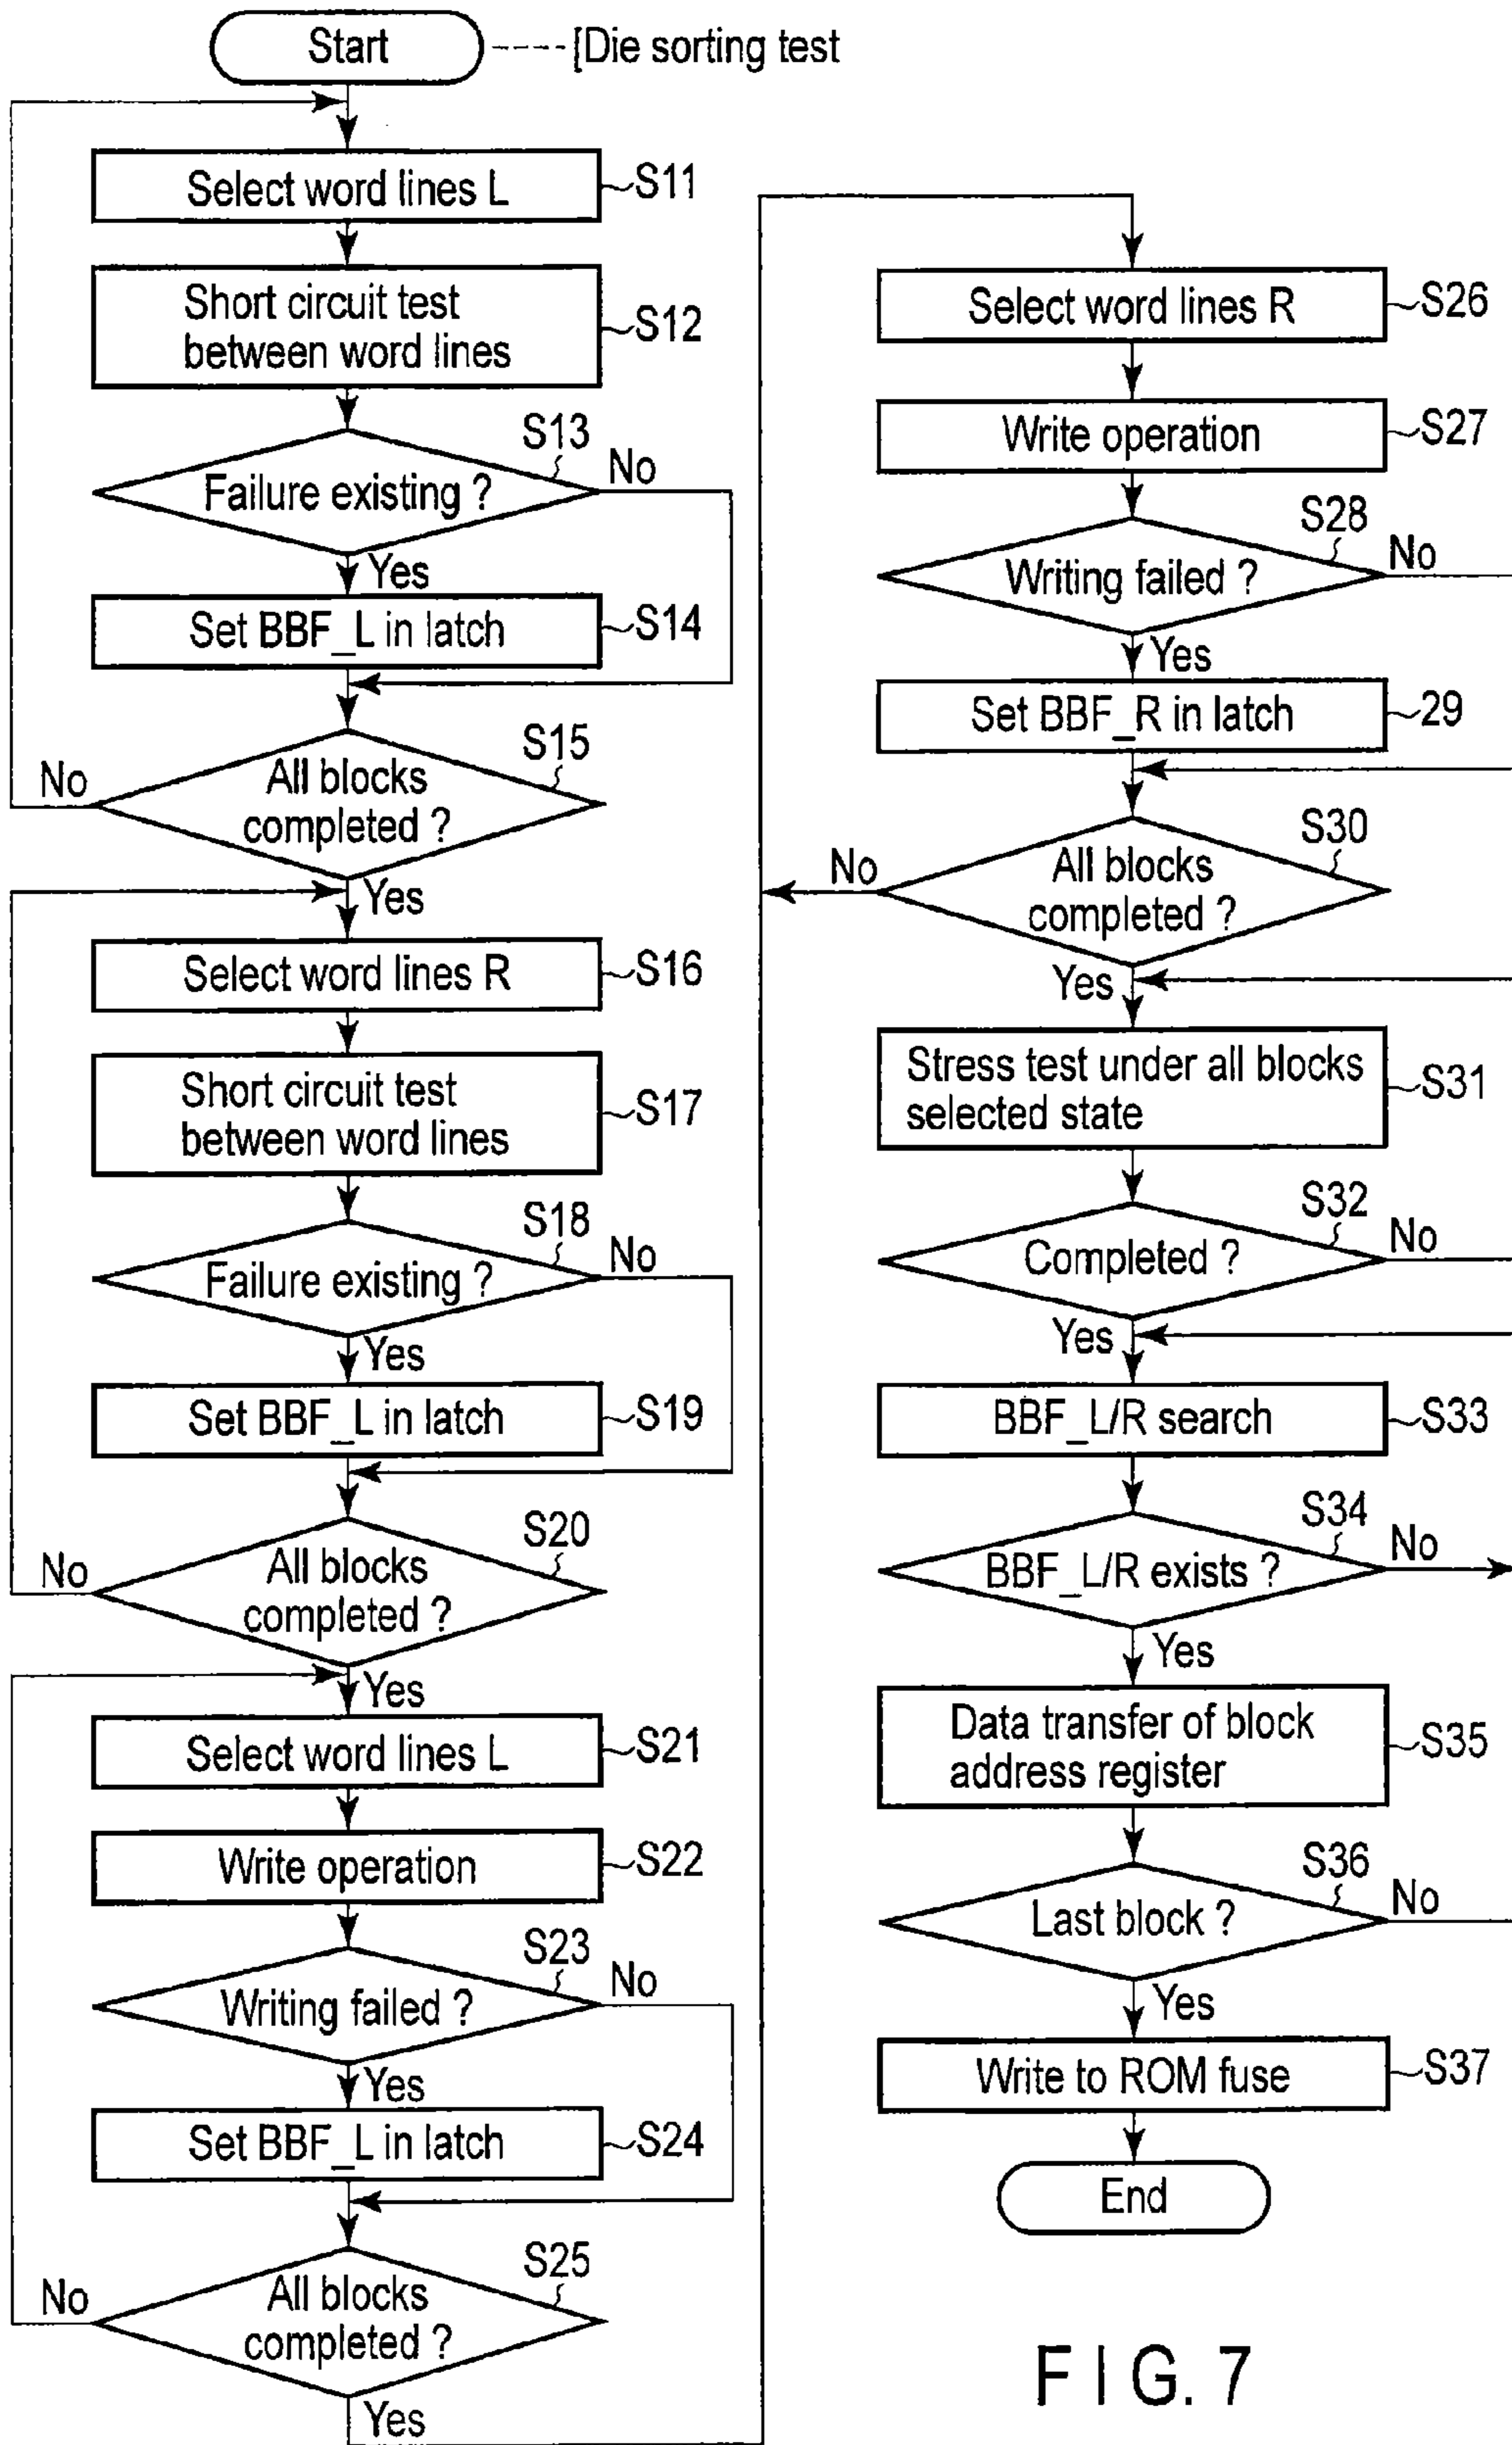 Start
[Die sorting test
Select word lines L
S11
Short circuit test
between word lines
S12
S13
Failure existing ?
No
Yes
Set BBF_L in latch
S14
S15
All blocks
completed ?
No
Yes
Select word lines R
S16
Short circuit test
between word lines
S17
S18
Failure existing ?
No
Yes
Set BBF_L in latch
S19
S20
All blocks
completed ?
No
Yes
Select word lines L
S21
Write operation
S22
S23
Writing failed ?
No
Yes
Set BBF_L in latch
S24
S25
All blocks
completed ?
No
Yes
Select word lines R
S26
Write operation
S27
S28
Writing failed ?
No
Yes
Set BBF_R in latch
29
S30
All blocks
completed ?
No
Yes
Stress test under all blocks
selected state
S31
S32
Completed ?
No
Yes
BBF_L/R search
S33
S34
BBF_L/R exists ?
No
Yes
Data transfer of block
address register
S35
S36
Last block ?
No
Yes
Write to ROM fuse
S37
End
FIG. 7